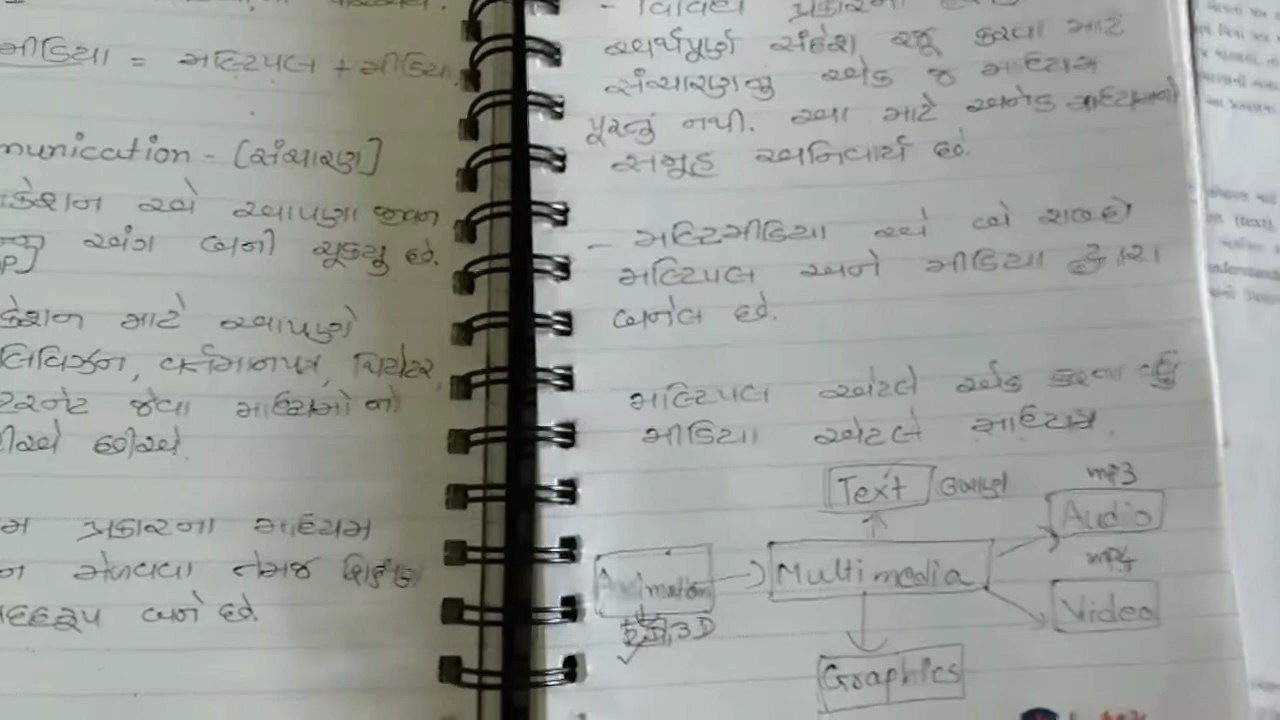 મીડિયા = મલ્ટિપલ + મીડિયા
munication - [સંચારણ]
કેશન એ આપણા જીવન
અંગ બની ચૂક્યુ છે.
કેશન માટે આપણે
લિવિઝન, વર્તમાનપત્ર, થિયેટર,
ટરનેટ જેવા માધ્યમો નો
છીએ.
પ્રકારના માધ્યમ
ન મેળવવા તેમજ શિક્ષણ
મદદરૂપ બને છે.
- વિવિધ પ્રકારના
અર્થપૂર્ણ સંદેશ રજૂ કરવા માટે
સંચારણનું એક જ માધ્યમ
પૂરતું નથી. આ માટે અનેક માધ્યમનો
સમૂહ અનિવાર્ય છે.
- મલ્ટિમીડિયા એ બે શબ્દો
મલ્ટિપલ અને મીડિયા દ્વારા
બનેલ છે.
મલ્ટિપલ એટલે એક કરતા વધુ
મીડિયા એટલે માધ્યમ.
Text લખાણ
mp3
Audio
Animation
Multimedia
mp4
Video
2D, 3D
Graphics